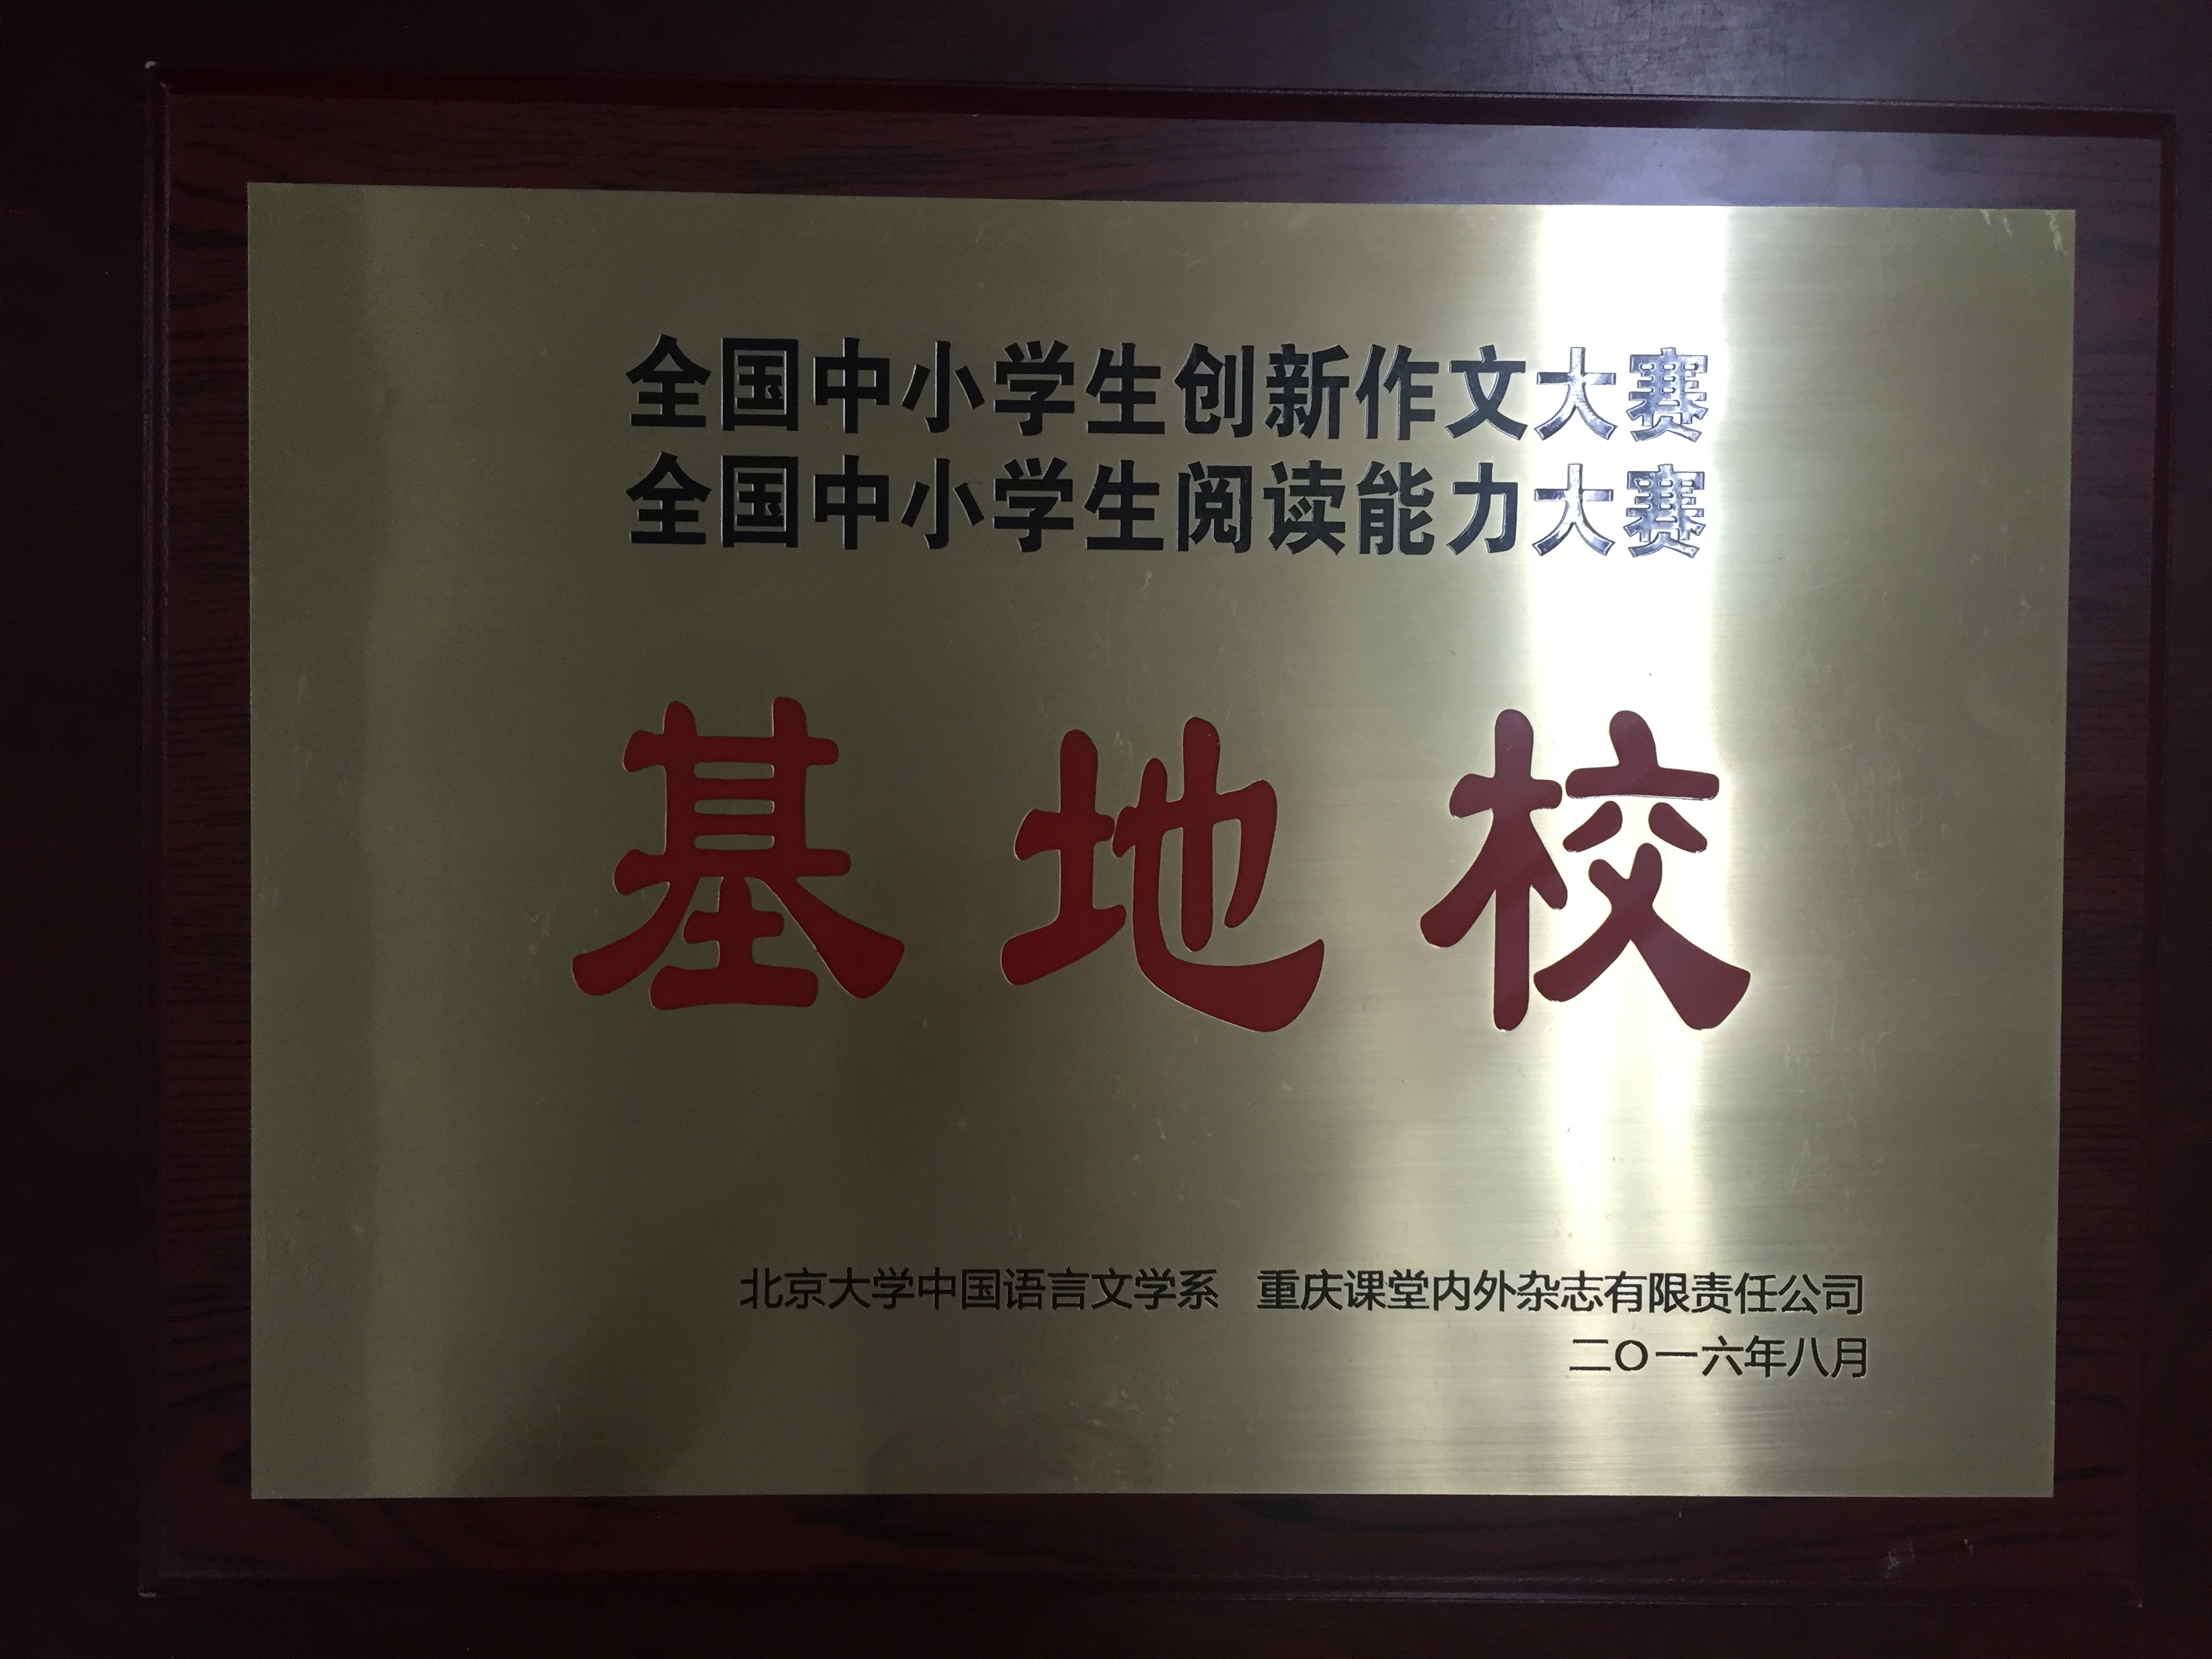 全国中小学生创新作文大赛
全国中小学生阅读能力大赛
基地校
北京大学中国语言文学系 重庆课堂内外杂志有限责任公司
二〇一六年八月